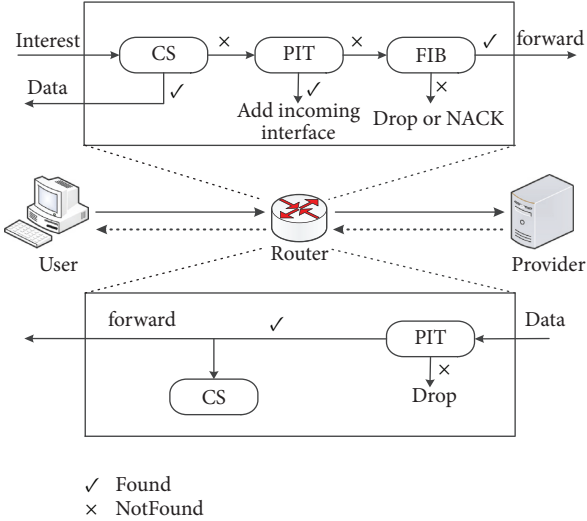 Interest
CS
×
PIT
×
FIB
✓
forward
Data
✓
✓
×
Add incoming
interface
Drop or NACK
User
Router
Provider
forward
✓
PIT
Data
×
CS
Drop
✓ Found
× NotFound